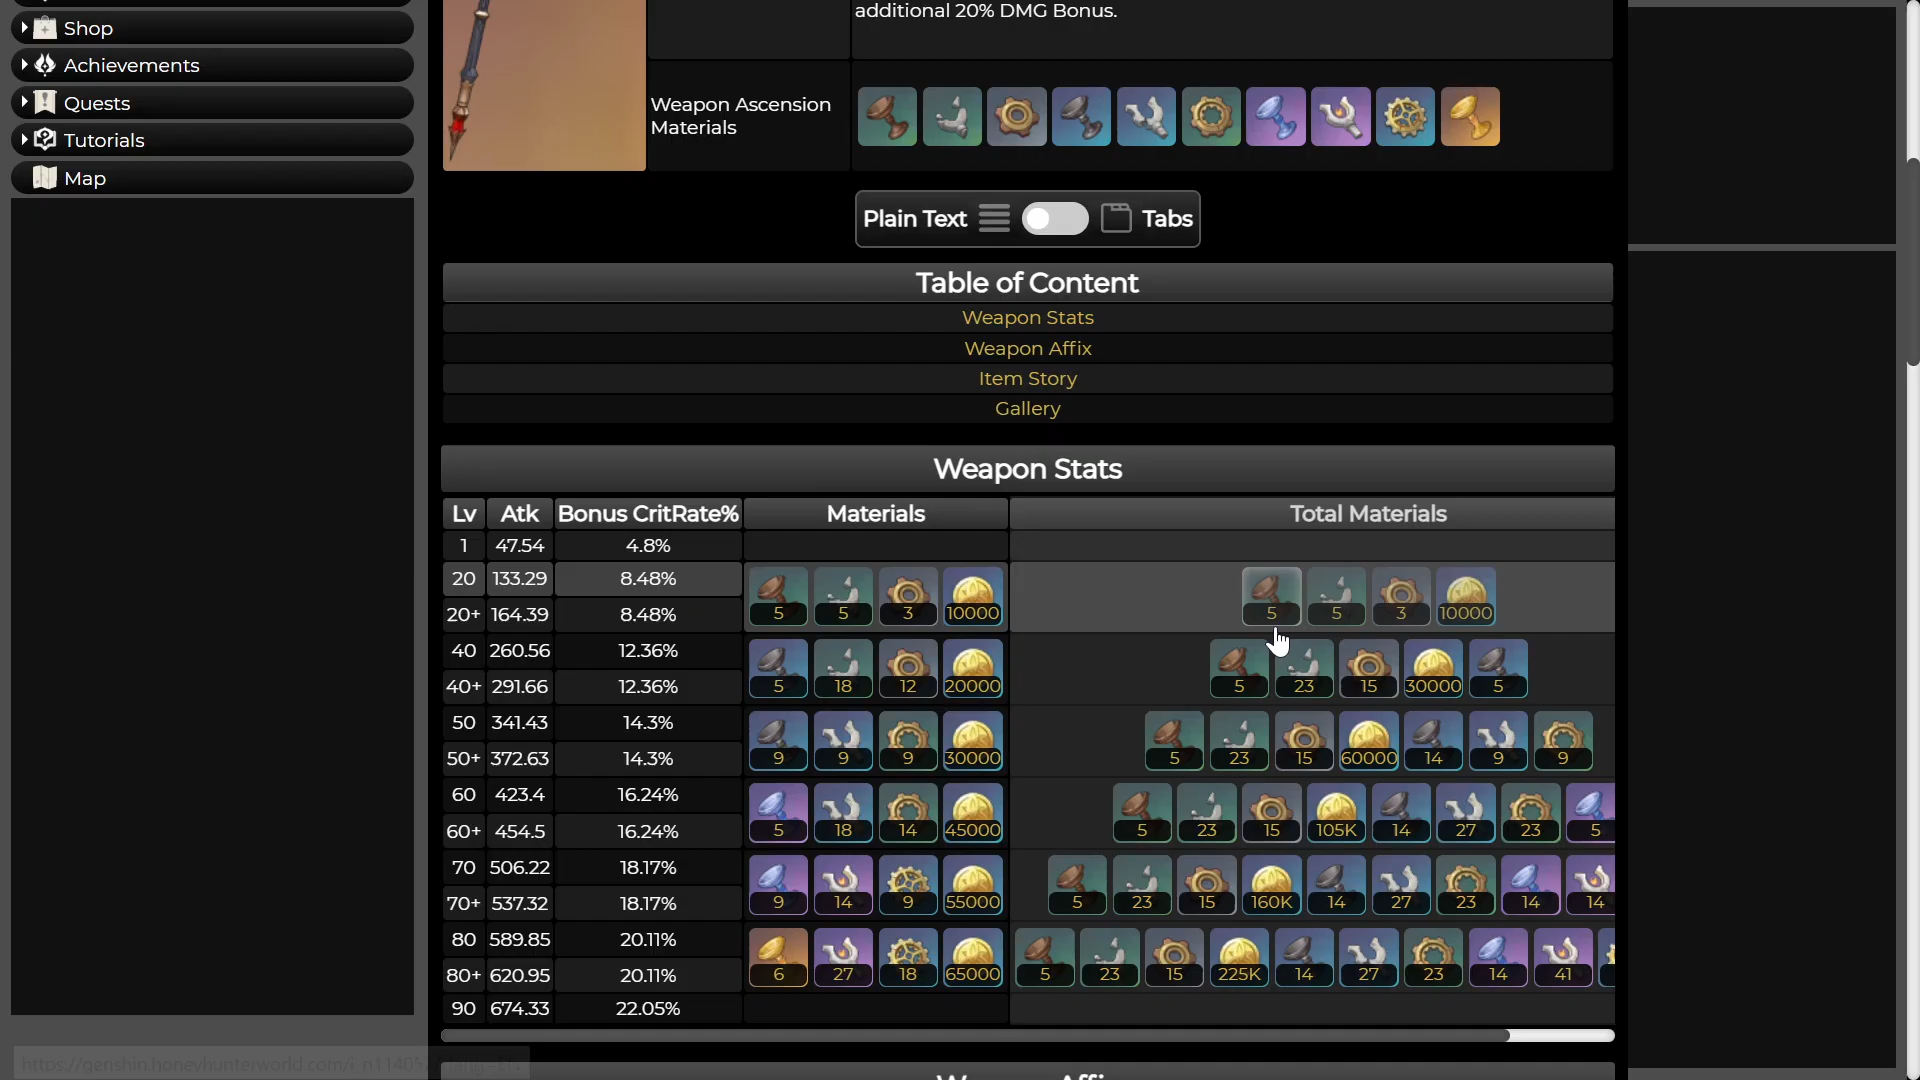 additional 20% DMG Bonus.
Shop
Achievements
Quests
Tutorials
Map
Weapon Ascension
Materials
Plain Text
Tabs
Table of Content
Weapon Stats
Weapon Affix
Item Story
Gallery
Weapon Stats
Lv Atk Bonus CritRate% Materials Total Materials
1 47.54 4.8%
20 133.29 8.48%
5 5 3 10000 5 5 3 10000
20+ 164.39 8.48%
40 260.56 12.36%
40+ 291.66 12.36% 5 18 12 20000 5 23 15 30000 5
50 341.43 14.3%
50+ 372.63 14.3% 9 9 9 30000 5 23 15 60000 14 9 9
60 423.4 16.24%
60+ 454.5 16.24% 5 18 14 45000 5 23 15 105K 14 27 23 5
70 506.22 18.17%
70+ 537.32 18.17% 9 14 9 55000 5 23 15 160K 14 27 23 14 14
80 589.85 20.11%
80+ 620.95 20.11% 6 27 18 65000 5 23 15 225K 14 27 23 14 41
90 674.33 22.05%